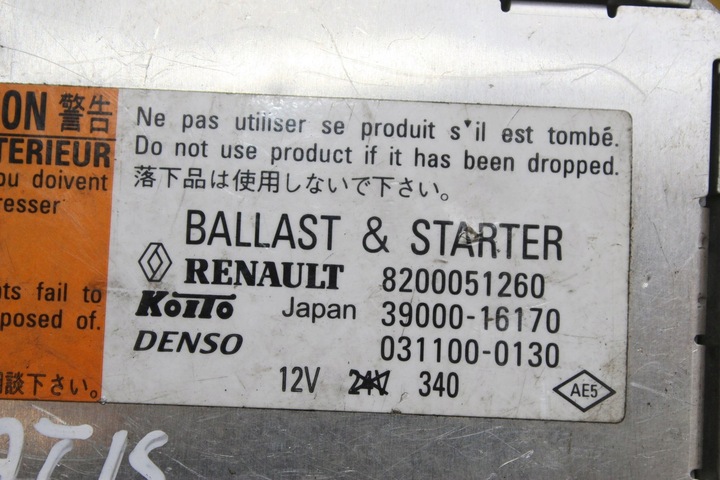 ON 警告
TERIEUR
ou doivent
resser
ts fail to
posed of.
談下さい。
Ne pas utiliser se produit s'il est tombé.
Do not use product if it has been dropped.
落下品は使用しないで下さい。
BALLAST & STARTER
RENAULT 8200051260
KOITO Japan 39000-16170
DENSO 031100-0130
12V 24V 340
AE5